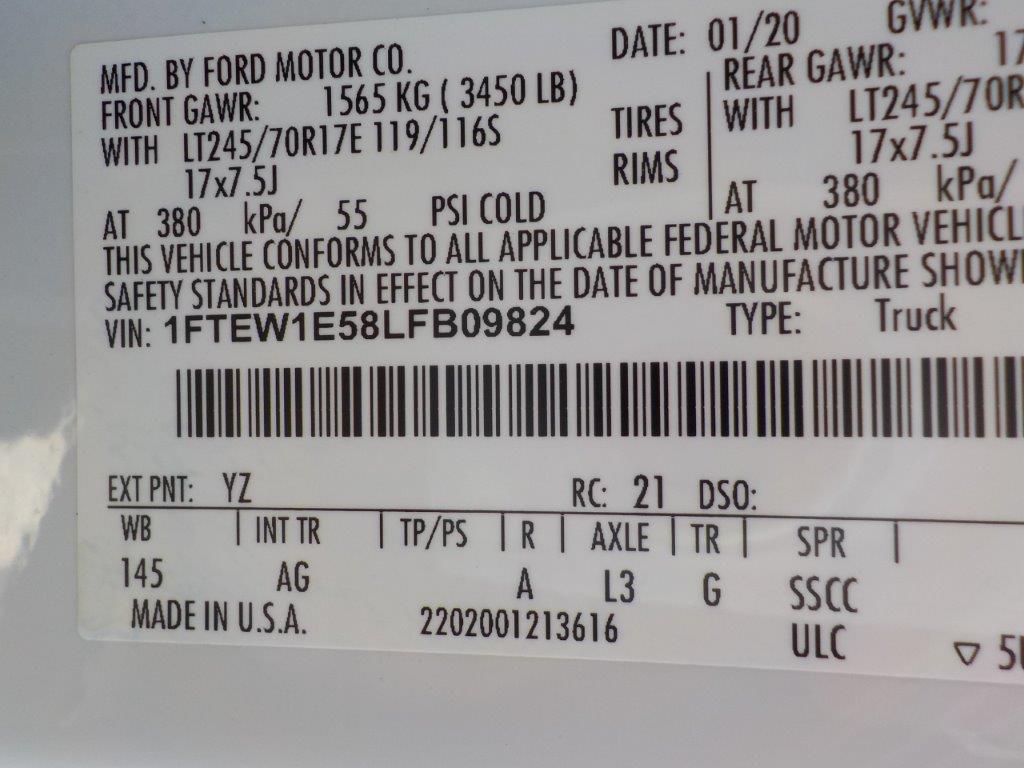 MFD. BY FORD MOTOR CO. DATE: 01/20 GVWR:
FRONT GAWR: 1565 KG ( 3450 LB) REAR GAWR: 17
WITH LT245/70R17E 119/116S TIRES WITH LT245/70R
17x7.5J RIMS 17x7.5J
AT 380 kPa/ 55 PSI COLD AT 380 kPa/
THIS VEHICLE CONFORMS TO ALL APPLICABLE FEDERAL MOTOR VEHICL
SAFETY STANDARDS IN EFFECT ON THE DATE OF MANUFACTURE SHOW
VIN: 1FTEW1E58LFB09824 TYPE: Truck
EXT PNT: YZ RC: 21 DSO:
WB INT TR TP/PS R AXLE TR SPR
145 AG A L3 G SSCC
MADE IN U.S.A. 2202001213616 ULC ▽ 5U